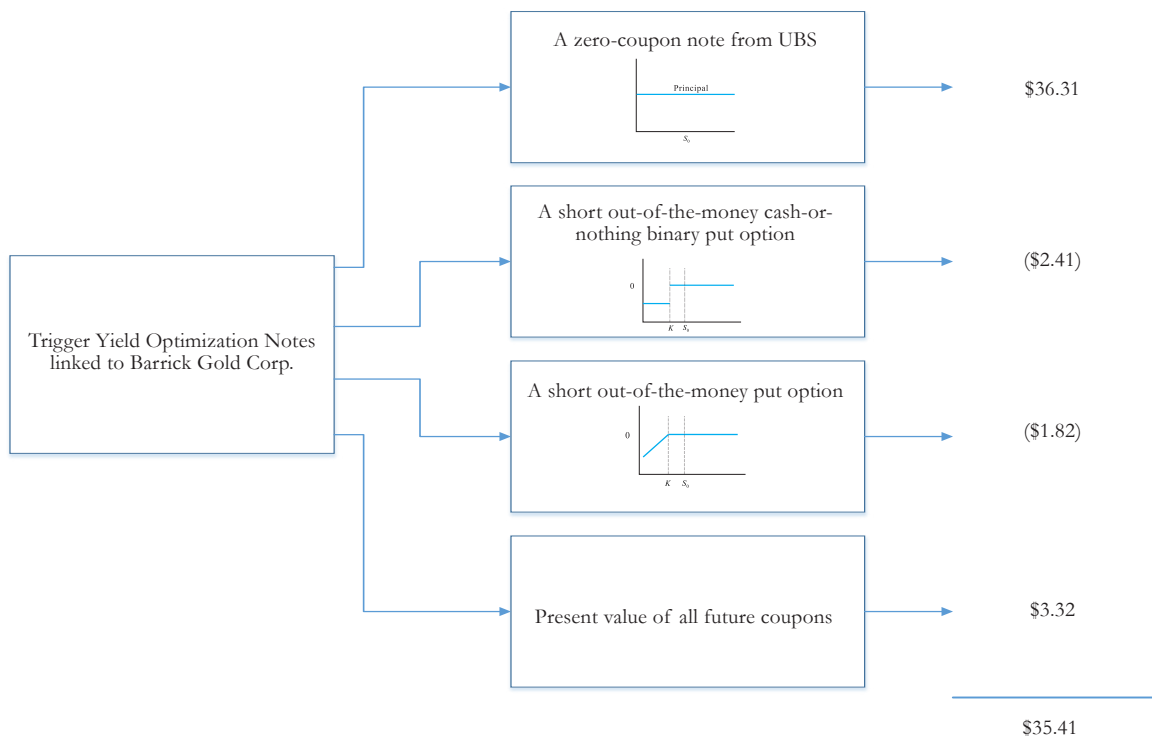 A zero-coupon note from UBS
Principal
S0
$36.31
A short out-of-the-money cash-or-
nothing binary put option
0
K
S0
($2.41)
Trigger Yield Optimization Notes
linked to Barrick Gold Corp.
A short out-of-the-money put option
0
K
S0
($1.82)
Present value of all future coupons
$3.32
$35.41